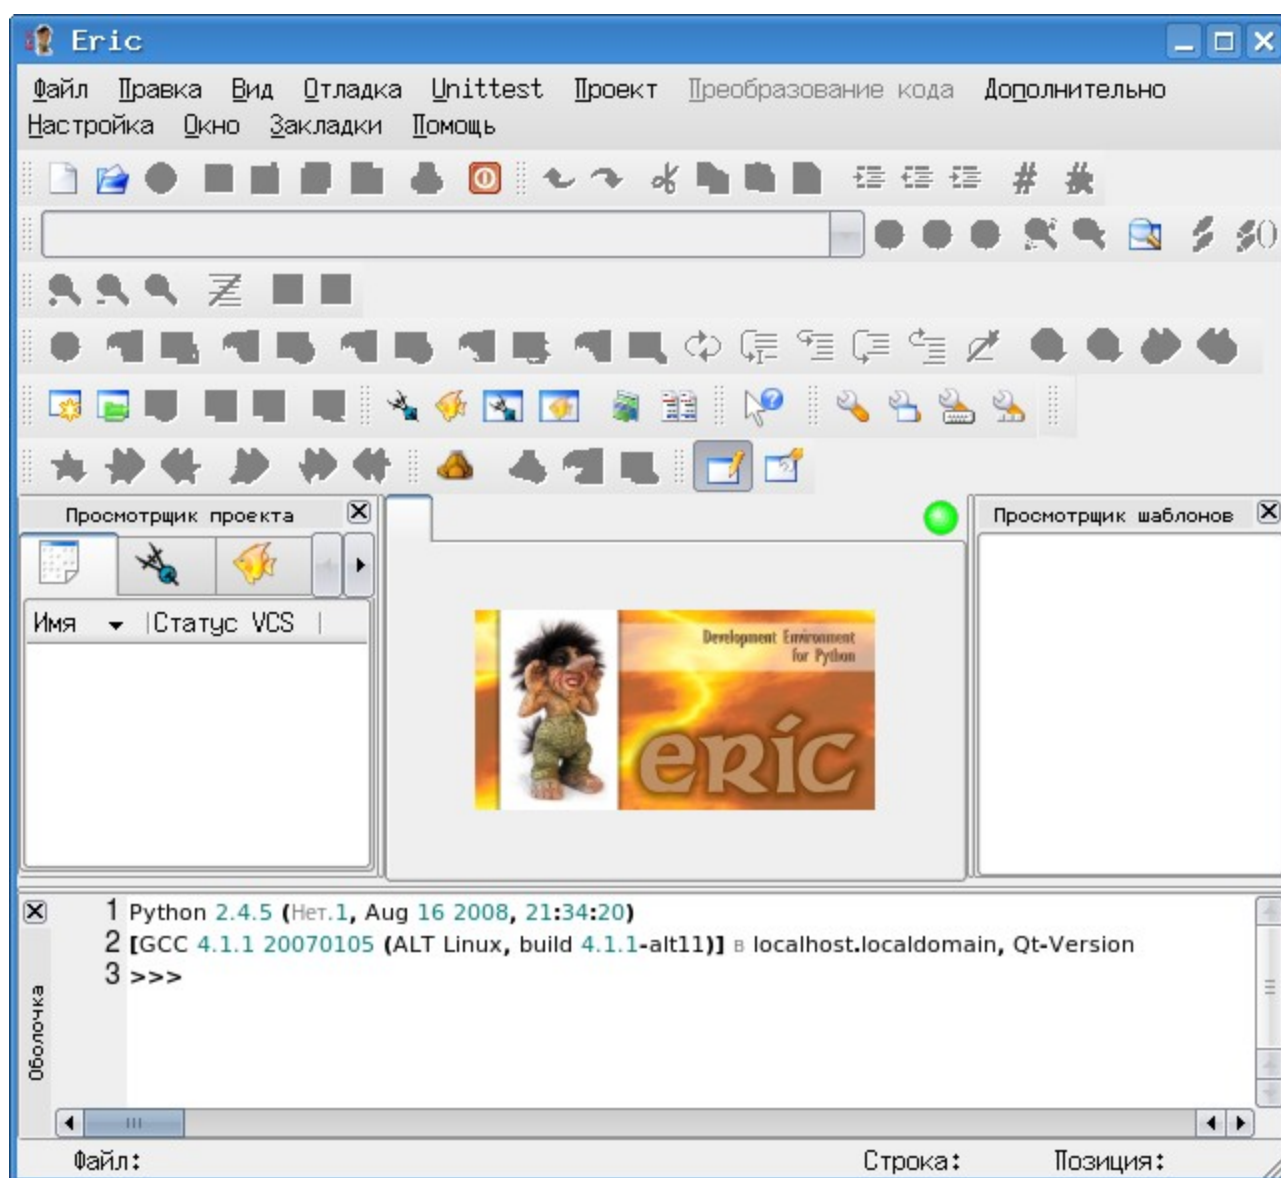 Eric
Файл Правка Вид Отладка Unittest Проект Преобразование кода Дополнительно
Настройка Окно Закладки Помощь
Просмотрщик проекта
Просмотрщик шаблонов
Имя Статус VCS
Development Environment
for Python
eric
1 Python 2.4.5 (Нет.1, Aug 16 2008, 21:34:20)
2 [GCC 4.1.1 20070105 (ALT Linux, build 4.1.1-alt11)] в localhost.localdomain, Qt-Version
3 >>>
Оболочка
Файл: Строка: Позиция: